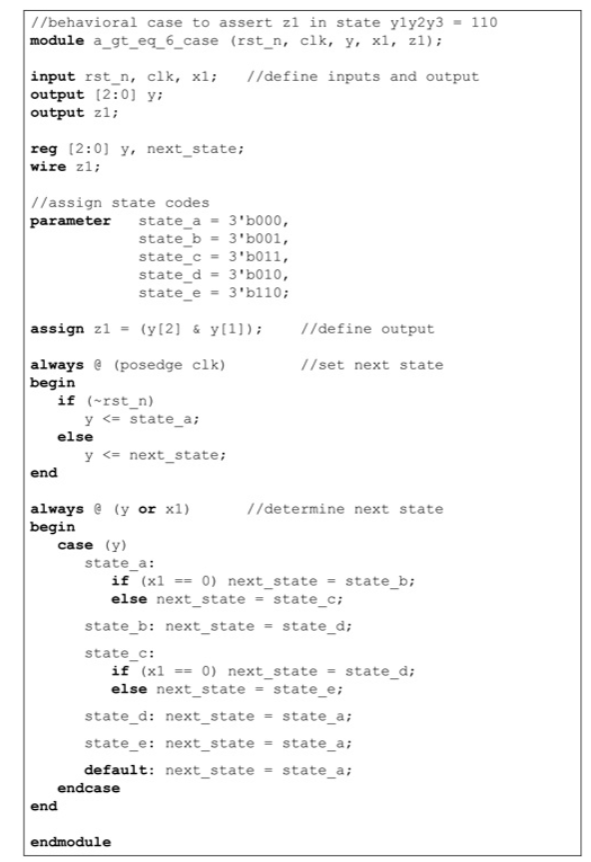 //behavioral case to assert z1 in state y1y2y3 = 110
module a_gt_eq_6_case (rst_n, clk, y, x1, z1);
input rst_n, clk, x1;   //define inputs and output
output [2:0] y;
output z1;
reg [2:0] y, next_state;
wire z1;
//assign state codes
parameter   state_a = 3'b000,
            state_b = 3'b001,
            state_c = 3'b011,
            state_d = 3'b010,
            state_e = 3'b110;
assign z1 = (y[2] & y[1]);    //define output
always @ (posedge clk)        //set next state
begin
   if (~rst_n)
      y <= state_a;
   else
      y <= next_state;
end
always @ (y or x1)      //determine next state
begin
   case (y)
      state_a:
         if (x1 == 0) next_state = state_b;
         else next_state = state_c;
      state_b: next_state = state_d;
      state_c:
         if (x1 == 0) next_state = state_d;
         else next_state = state_e;
      state_d: next_state = state_a;
      state_e: next_state = state_a;
      default: next_state = state_a;
   endcase
end
endmodule